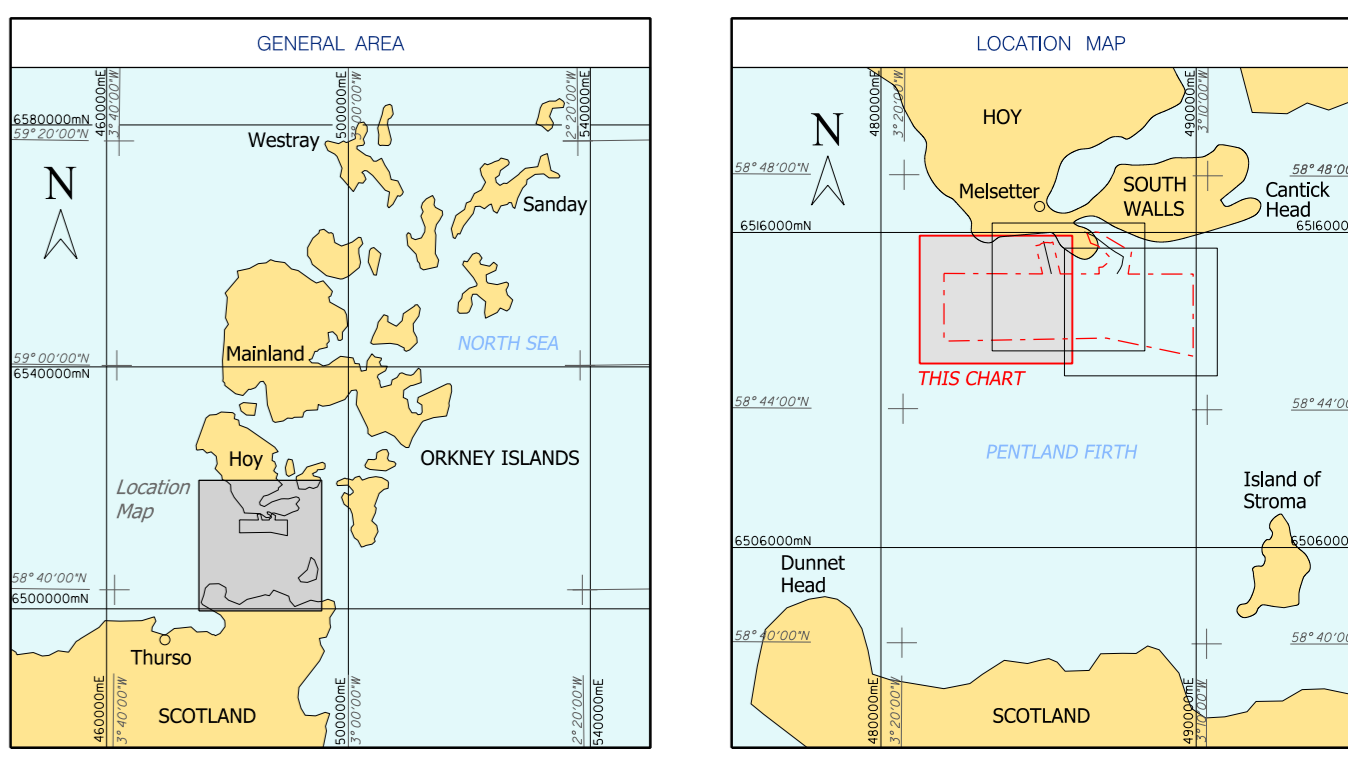 GENERAL AREA
460000mE
3° 40'00"W
500000mE
3°00'00"W
2° 20'00"W
540000mE
6580000mN
59° 20'00"N
Westray
N
Sanday
NORTH SEA
Mainland
59° 00'00"N
6540000mN
Hoy
ORKNEY ISLANDS
Location
Map
58° 40'00"N
6500000mN
Thurso
SCOTLAND
460000mE
3° 40'00"W
500000mE
3° 00'00"W
2° 20'00"W
540000mE
LOCATION MAP
480000mE
3°20'00"W
490000mE
3°10'00"W
HOY
N
58° 48'00"N
58° 48'00
Melsetter
SOUTH
WALLS
Cantick
Head
6516000mN
6516000
THIS CHART
58° 44'00"N
58° 44'00
PENTLAND FIRTH
Island of
Stroma
6506000mN
6506000
Dunnet
Head
58° 40'00"N
58° 40'00
480000mE
3°20'00"W
490000mE
3°10'00"W
SCOTLAND